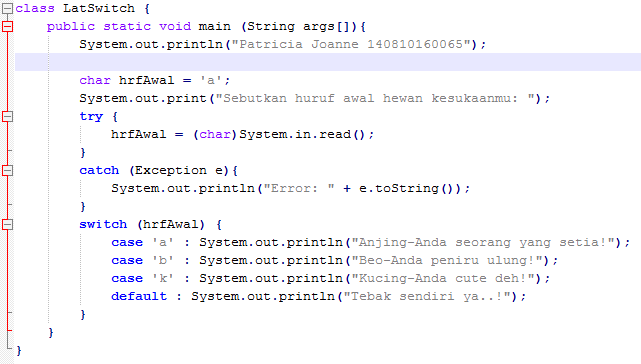 class LatSwitch {
    public static void main (String args[]){
        System.out.println("Patricia Joanne 140810160065");

        char hrfAwal = 'a';
        System.out.print("Sebutkan huruf awal hewan kesukaanmu: ");
        try {
            hrfAwal = (char)System.in.read();
        }
        catch (Exception e){
            System.out.println("Error: " + e.toString());
        }
        switch (hrfAwal) {
            case 'a' : System.out.println("Anjing-Anda seorang yang setia!");
            case 'b' : System.out.println("Beo-Anda peniru ulung!");
            case 'k' : System.out.println("Kucing-Anda cute deh!");
            default : System.out.println("Tebak sendiri ya..!");
        }
    }
}